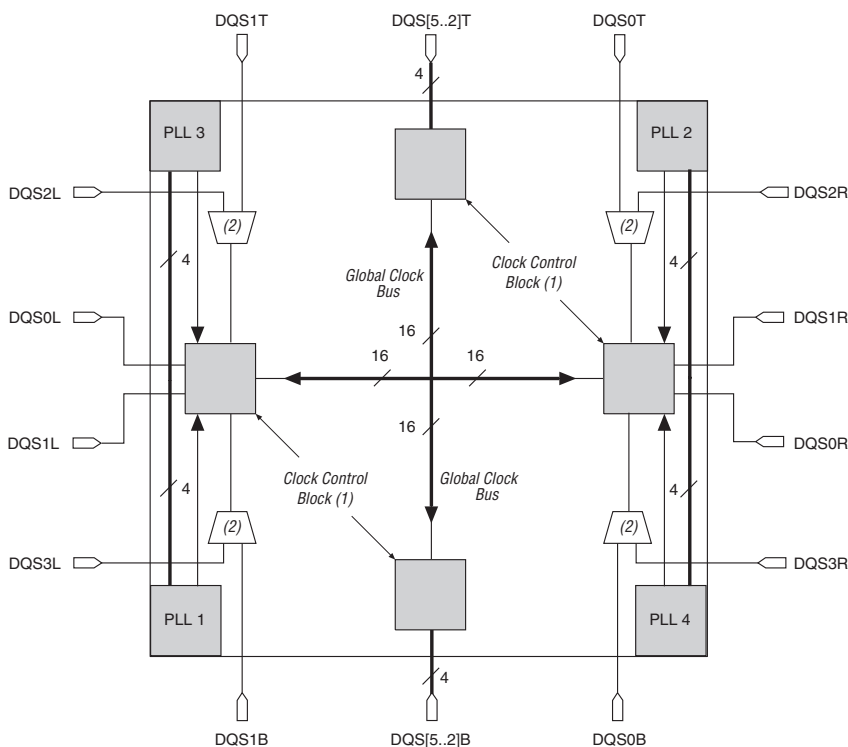 DQS1T
DQS[5..2]T
DQS0T
4
PLL 3
PLL 2
DQS2L
DQS2R
(2)
(2)
4
Global Clock
Bus
Clock Control
Block (1)
4
DQS0L
DQS1R
16
16
16
16
DQS1L
DQS0R
4
Clock Control
Block (1)
Global Clock
Bus
4
(2)
(2)
DQS3L
DQS3R
PLL 1
PLL 4
4
DQS1B
DQS[5..2]B
DQS0B